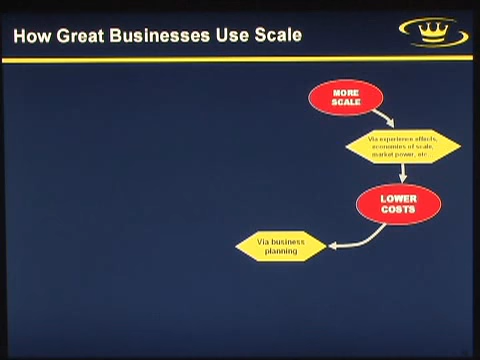 How Great Businesses Use Scale
MORE
SCALE
Via experience effects,
economies of scale,
market power, etc.
LOWER
COSTS
Via business
planning